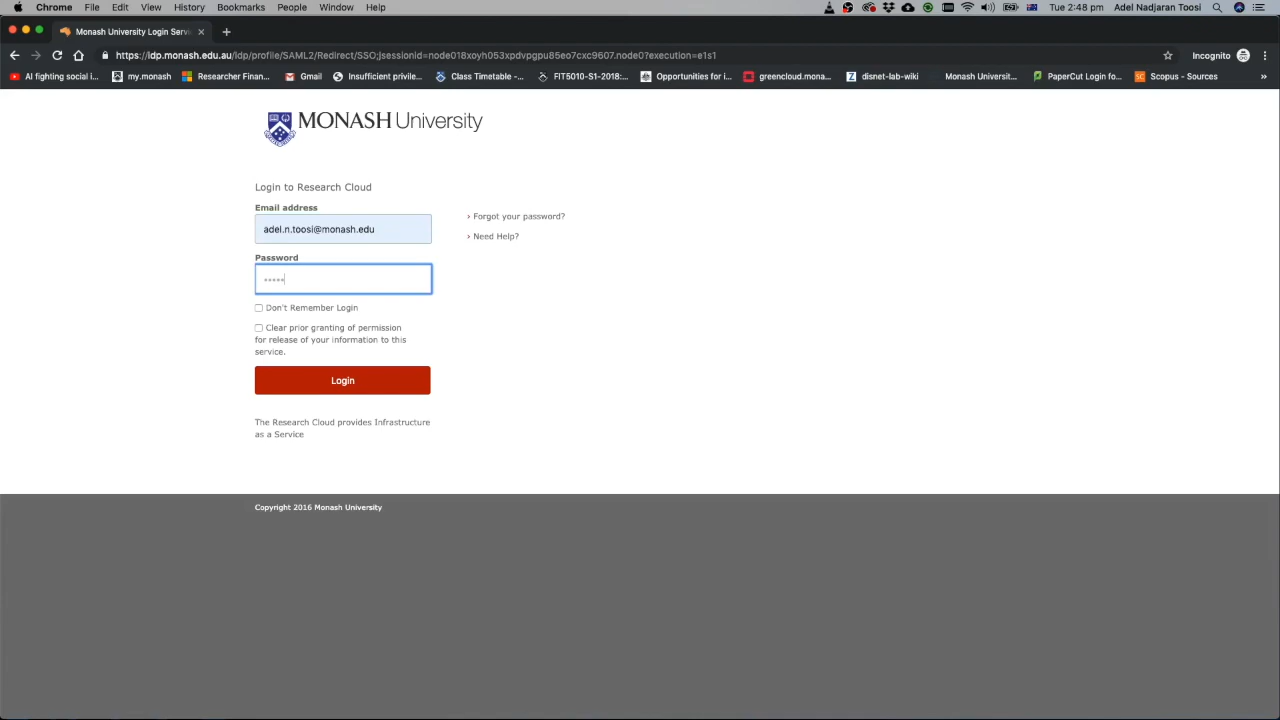 Chrome File Edit View History Bookmarks People Window Help Tue 2:48 pm Adel Nadjaran Toosi
Monash University Login Servi
https://idp.monash.edu.au/idp/profile/SAML2/Redirect/SSO;jsessionid=node018xoyh053xpdvpgpu85eo7cxc9607.node0?execution=e1s1 Incognito
AI fighting social i... my.monash Researcher Finan... Gmail Insufficient privile... Class Timetable -... FIT5010-S1-2018:... Opportunities for i... greencloud.mona... disnet-lab-wiki Monash Universit... PaperCut Login fo... Scopus - Sources »
MONASH University
Login to Research Cloud
Email address
adel.n.toosi@monash.edu
› Forgot your password?
› Need Help?
Password
•••••
Don't Remember Login
Clear prior granting of permission
for release of your information to this
service.
Login
The Research Cloud provides Infrastructure
as a Service
Copyright 2016 Monash University